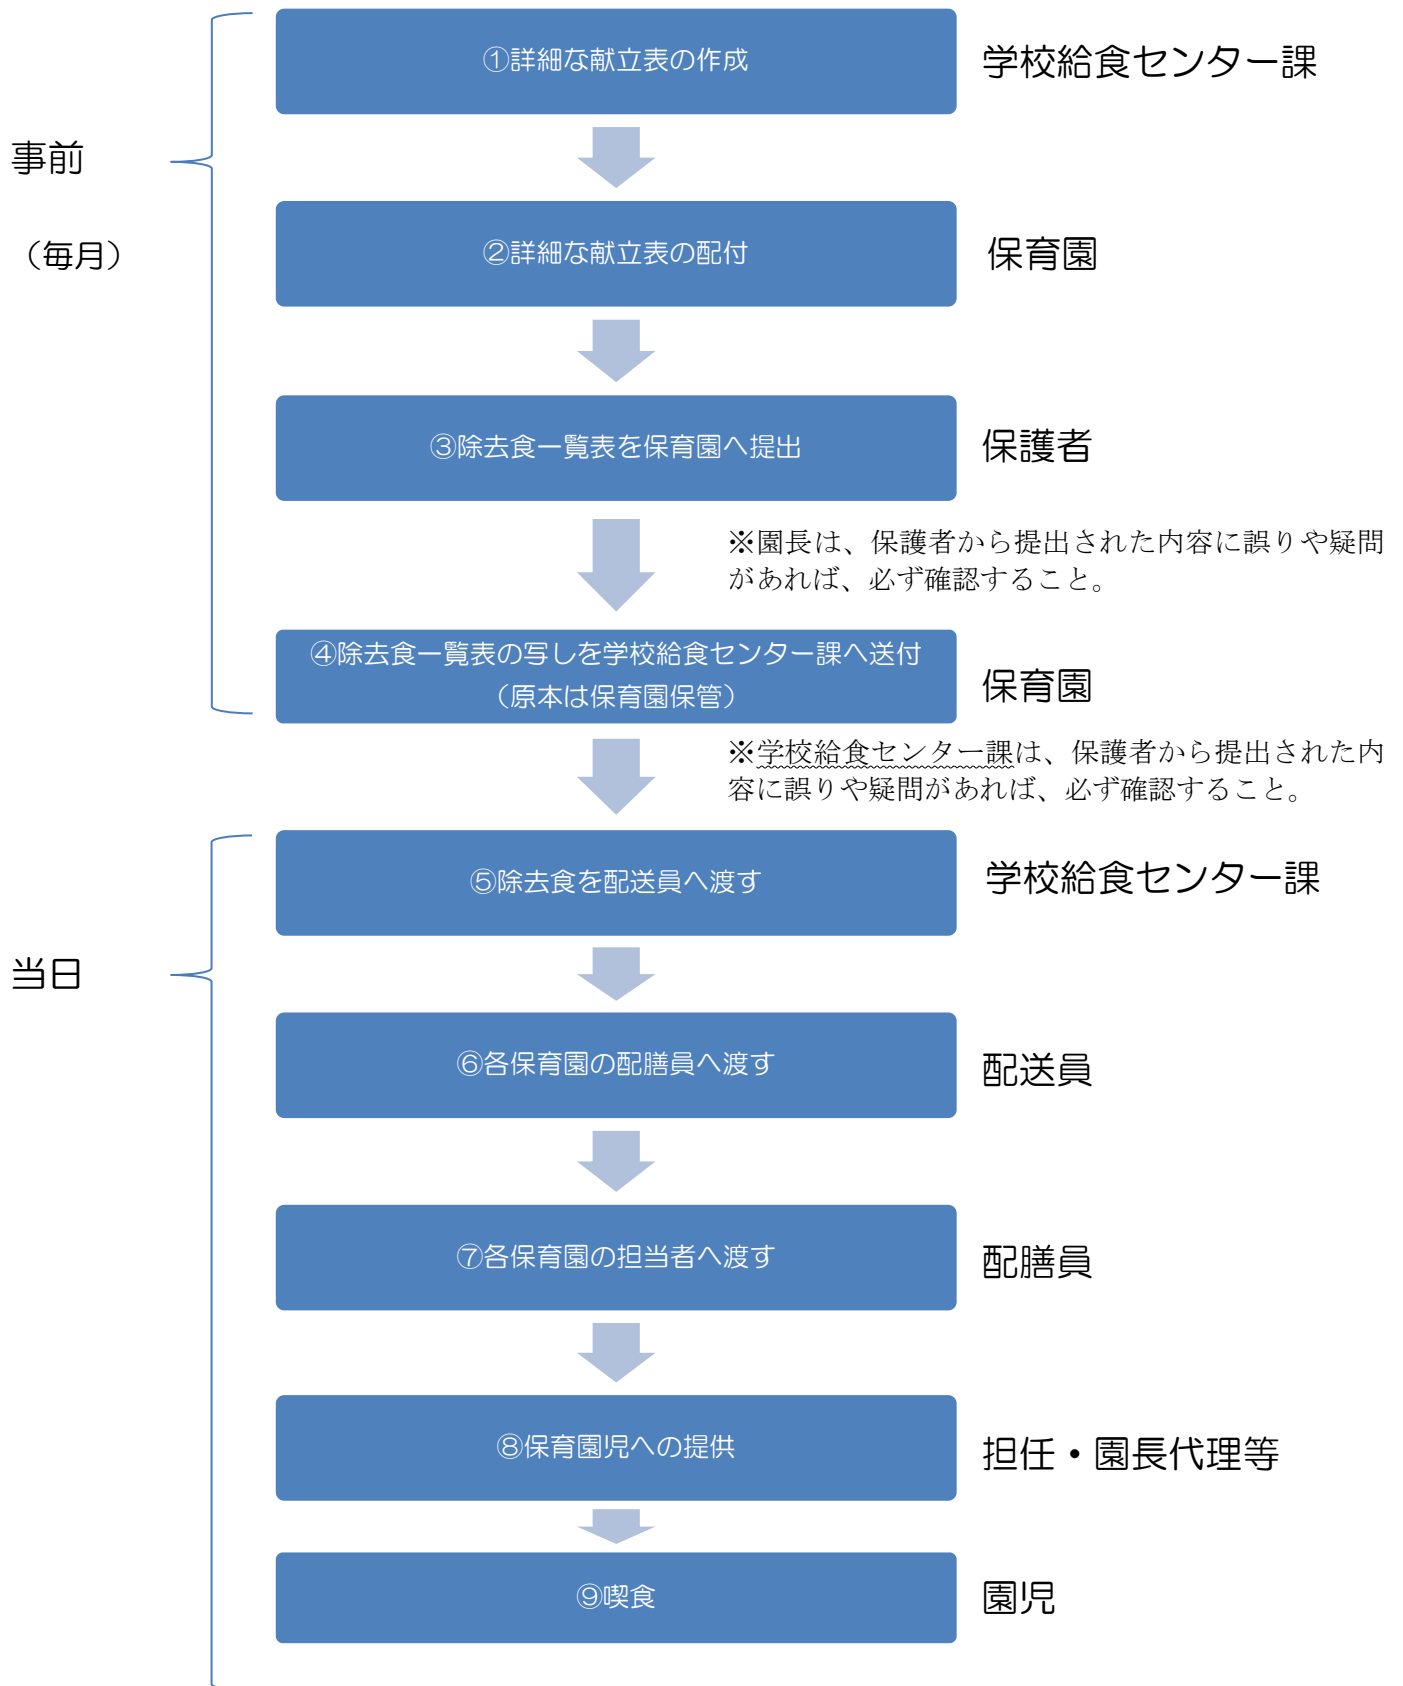 ①詳細な献立表の作成
学校給食センター課
事前
（毎月）
②詳細な献立表の配付
保育園
③除去食一覧表を保育園へ提出
保護者
※園長は、保護者から提出された内容に誤りや疑問
があれば、必ず確認すること。
④除去食一覧表の写しを学校給食センター課へ送付
（原本は保育園保管）
保育園
※学校給食センター課は、保護者から提出された内
容に誤りや疑問があれば、必ず確認すること。
⑤除去食を配送員へ渡す
学校給食センター課
当日
⑥各保育園の配膳員へ渡す
配送員
⑦各保育園の担当者へ渡す
配膳員
⑧保育園児への提供
担任・園長代理等
⑨喫食
園児